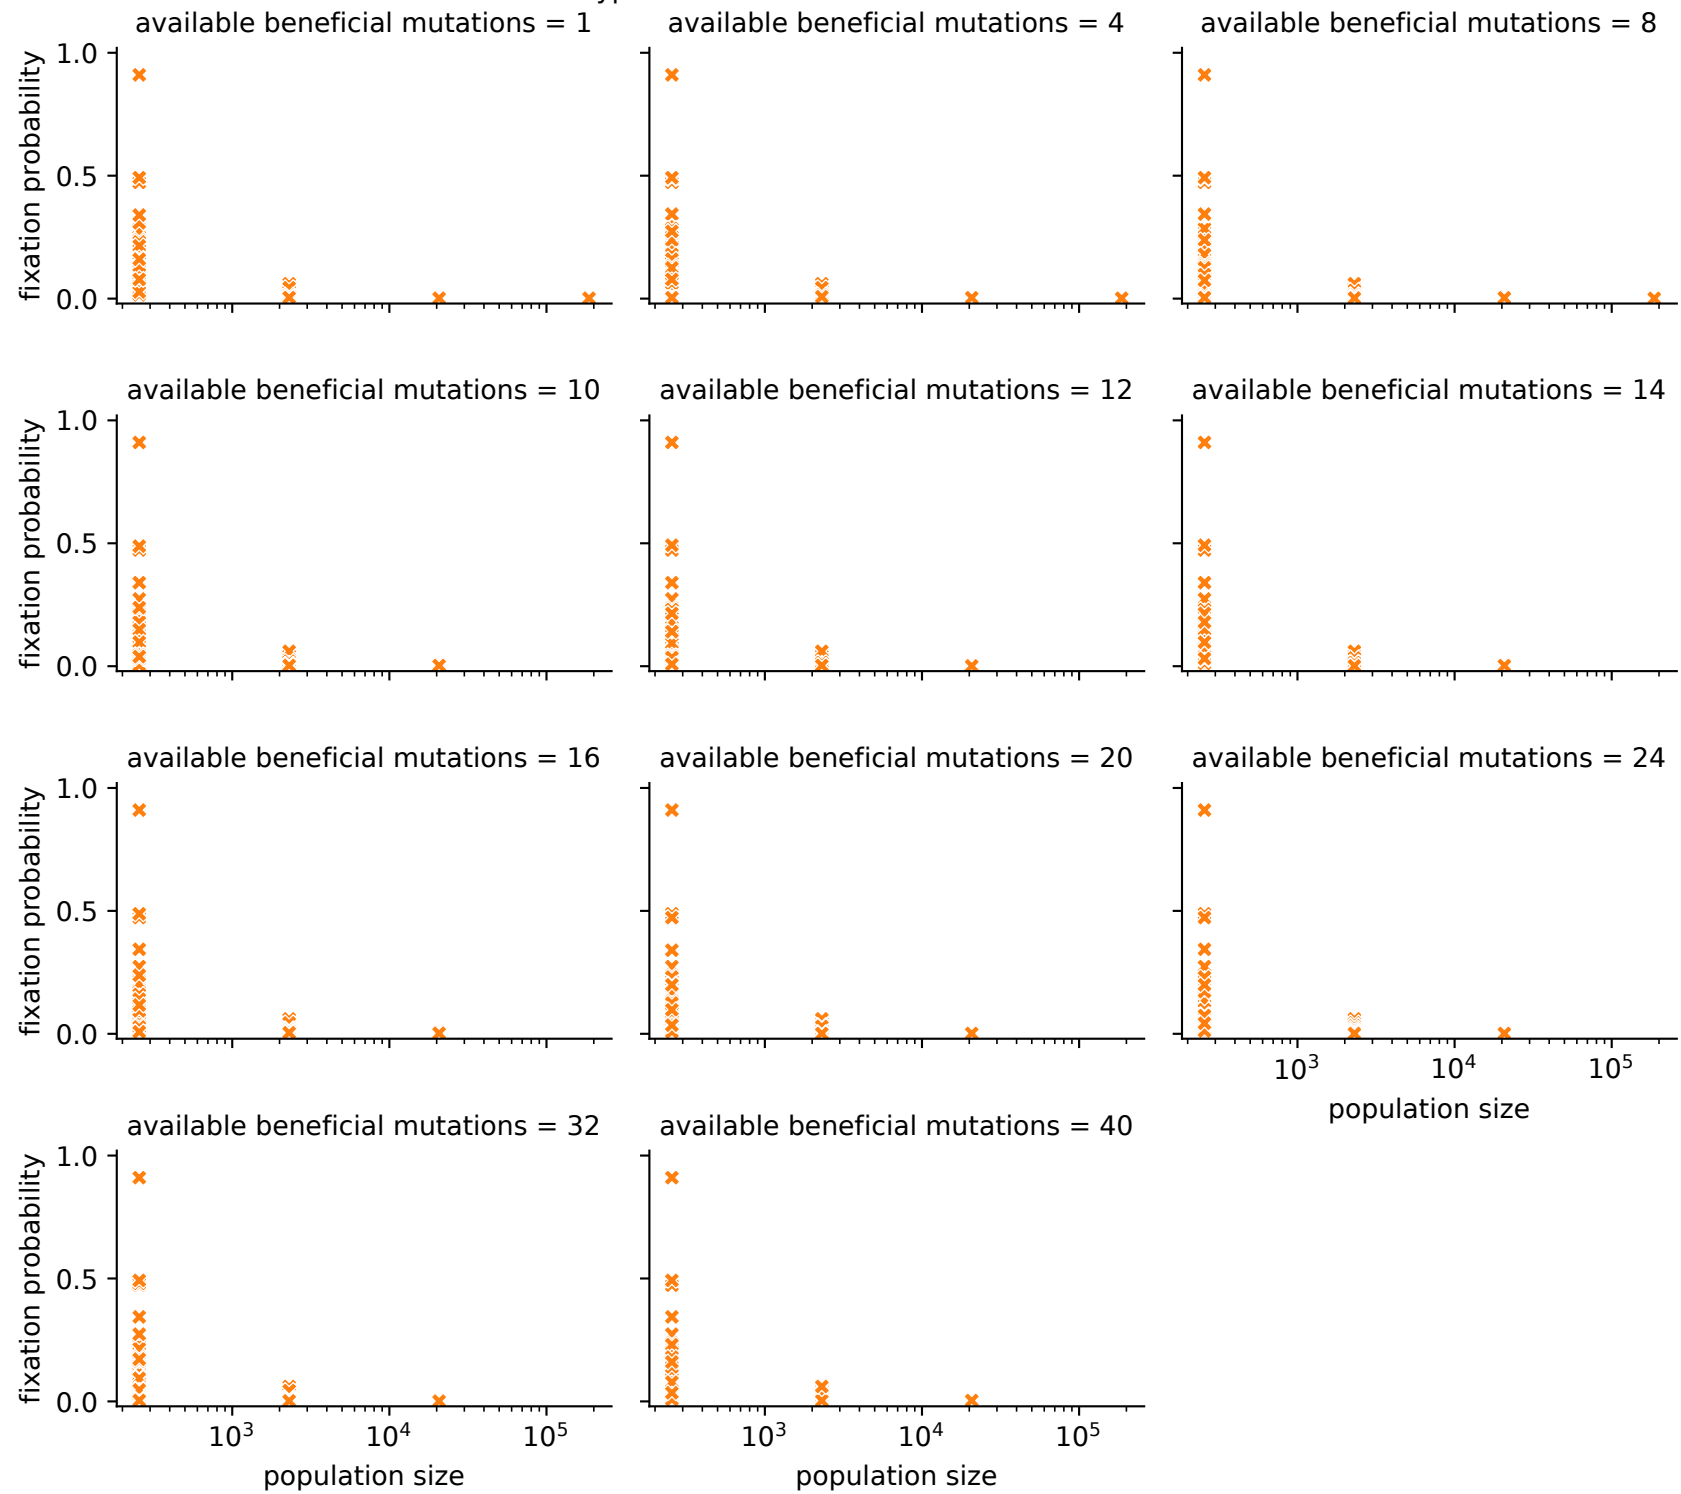 available beneficial mutations = 1
available beneficial mutations = 4
available beneficial mutations = 8
fixation probability
1.0
0.5
0.0
available beneficial mutations = 10
available beneficial mutations = 12
available beneficial mutations = 14
fixation probability
1.0
0.5
0.0
available beneficial mutations = 16
available beneficial mutations = 20
available beneficial mutations = 24
fixation probability
1.0
0.5
0.0
10³ 10⁴ 10⁵
population size
available beneficial mutations = 32
available beneficial mutations = 40
fixation probability
1.0
0.5
0.0
10³ 10⁴ 10⁵
population size
10³ 10⁴ 10⁵
population size